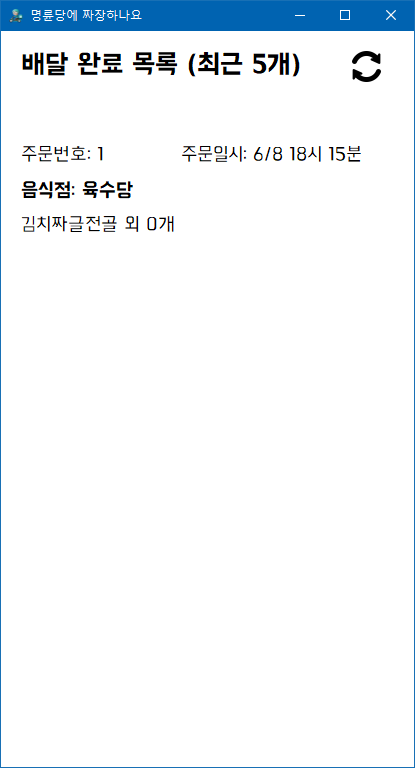 명륜당에 짜장하나요
배달 완료 목록 (최근 5개)
주문번호: 1 주문일시: 6/8 18시 15분
음식점: 육수당
김치짜글전골 외 0개